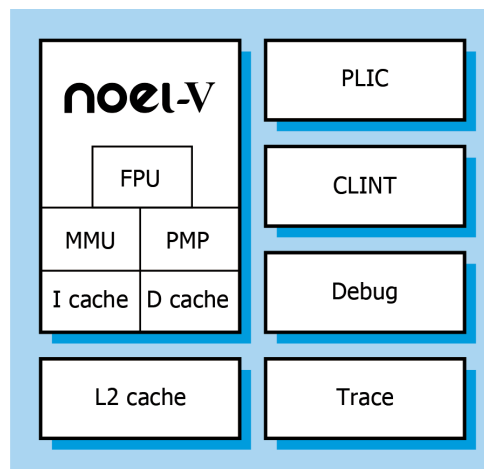 noel-V
FPU
MMU
PMP
I cache
D cache
L2 cache
PLIC
CLINT
Debug
Trace